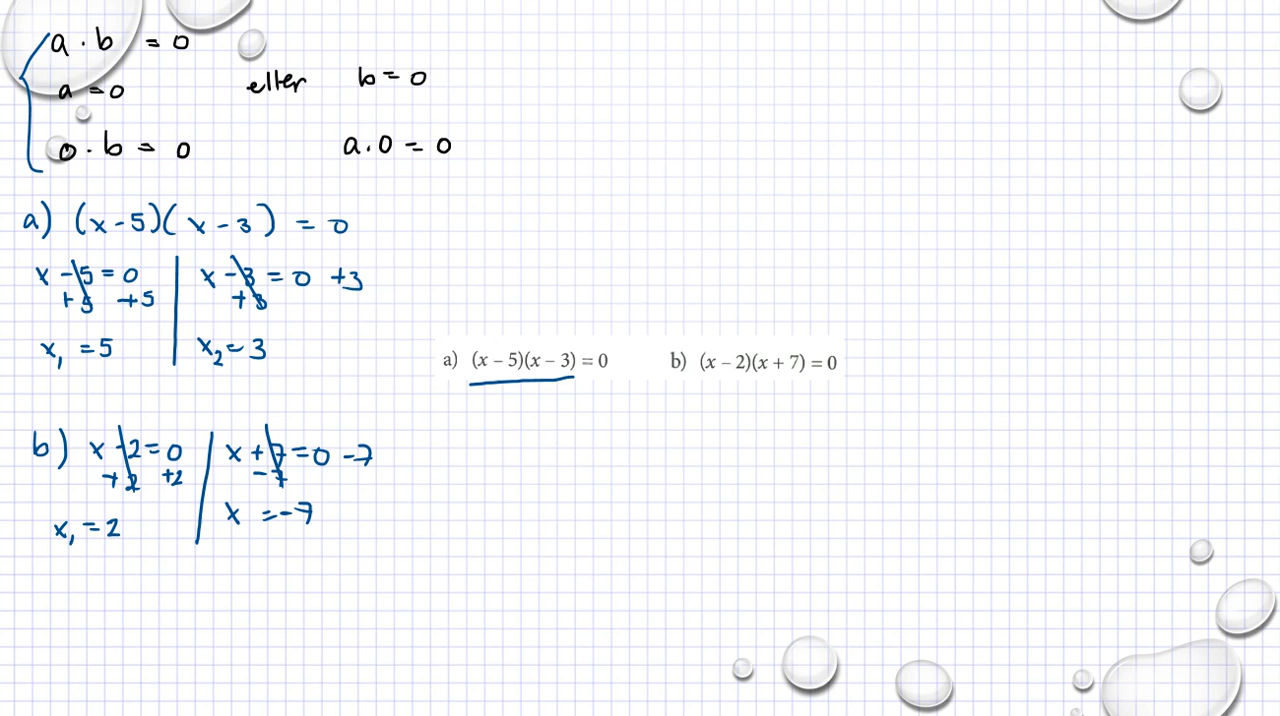 a · b = 0
a = 0 eller b = 0
0 · b = 0 a · 0 = 0
a) (x - 5)(x - 3) = 0
x - 5 = 0 x - 3 = 0 + 3
+ 5 + 5 + 3
x₁ = 5 x₂ = 3
a) (x – 5)(x – 3) = 0 b) (x – 2)(x + 7) = 0
b) x - 2 = 0 x + 7 = 0 - 7
+ 2 + 2 - 7
x₁ = 2 x = -7